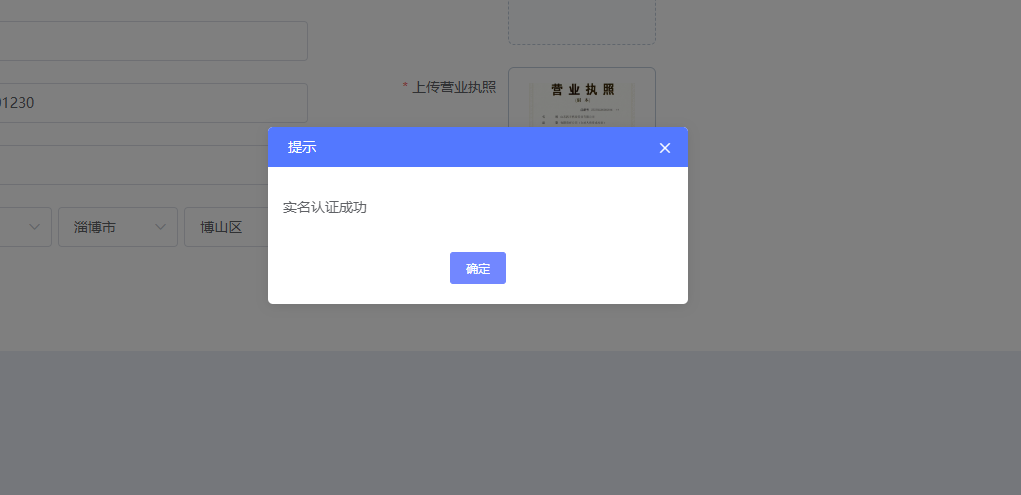 01230
* 上传营业执照
营业执照
提示
实名认证成功
淄博市
博山区
确定